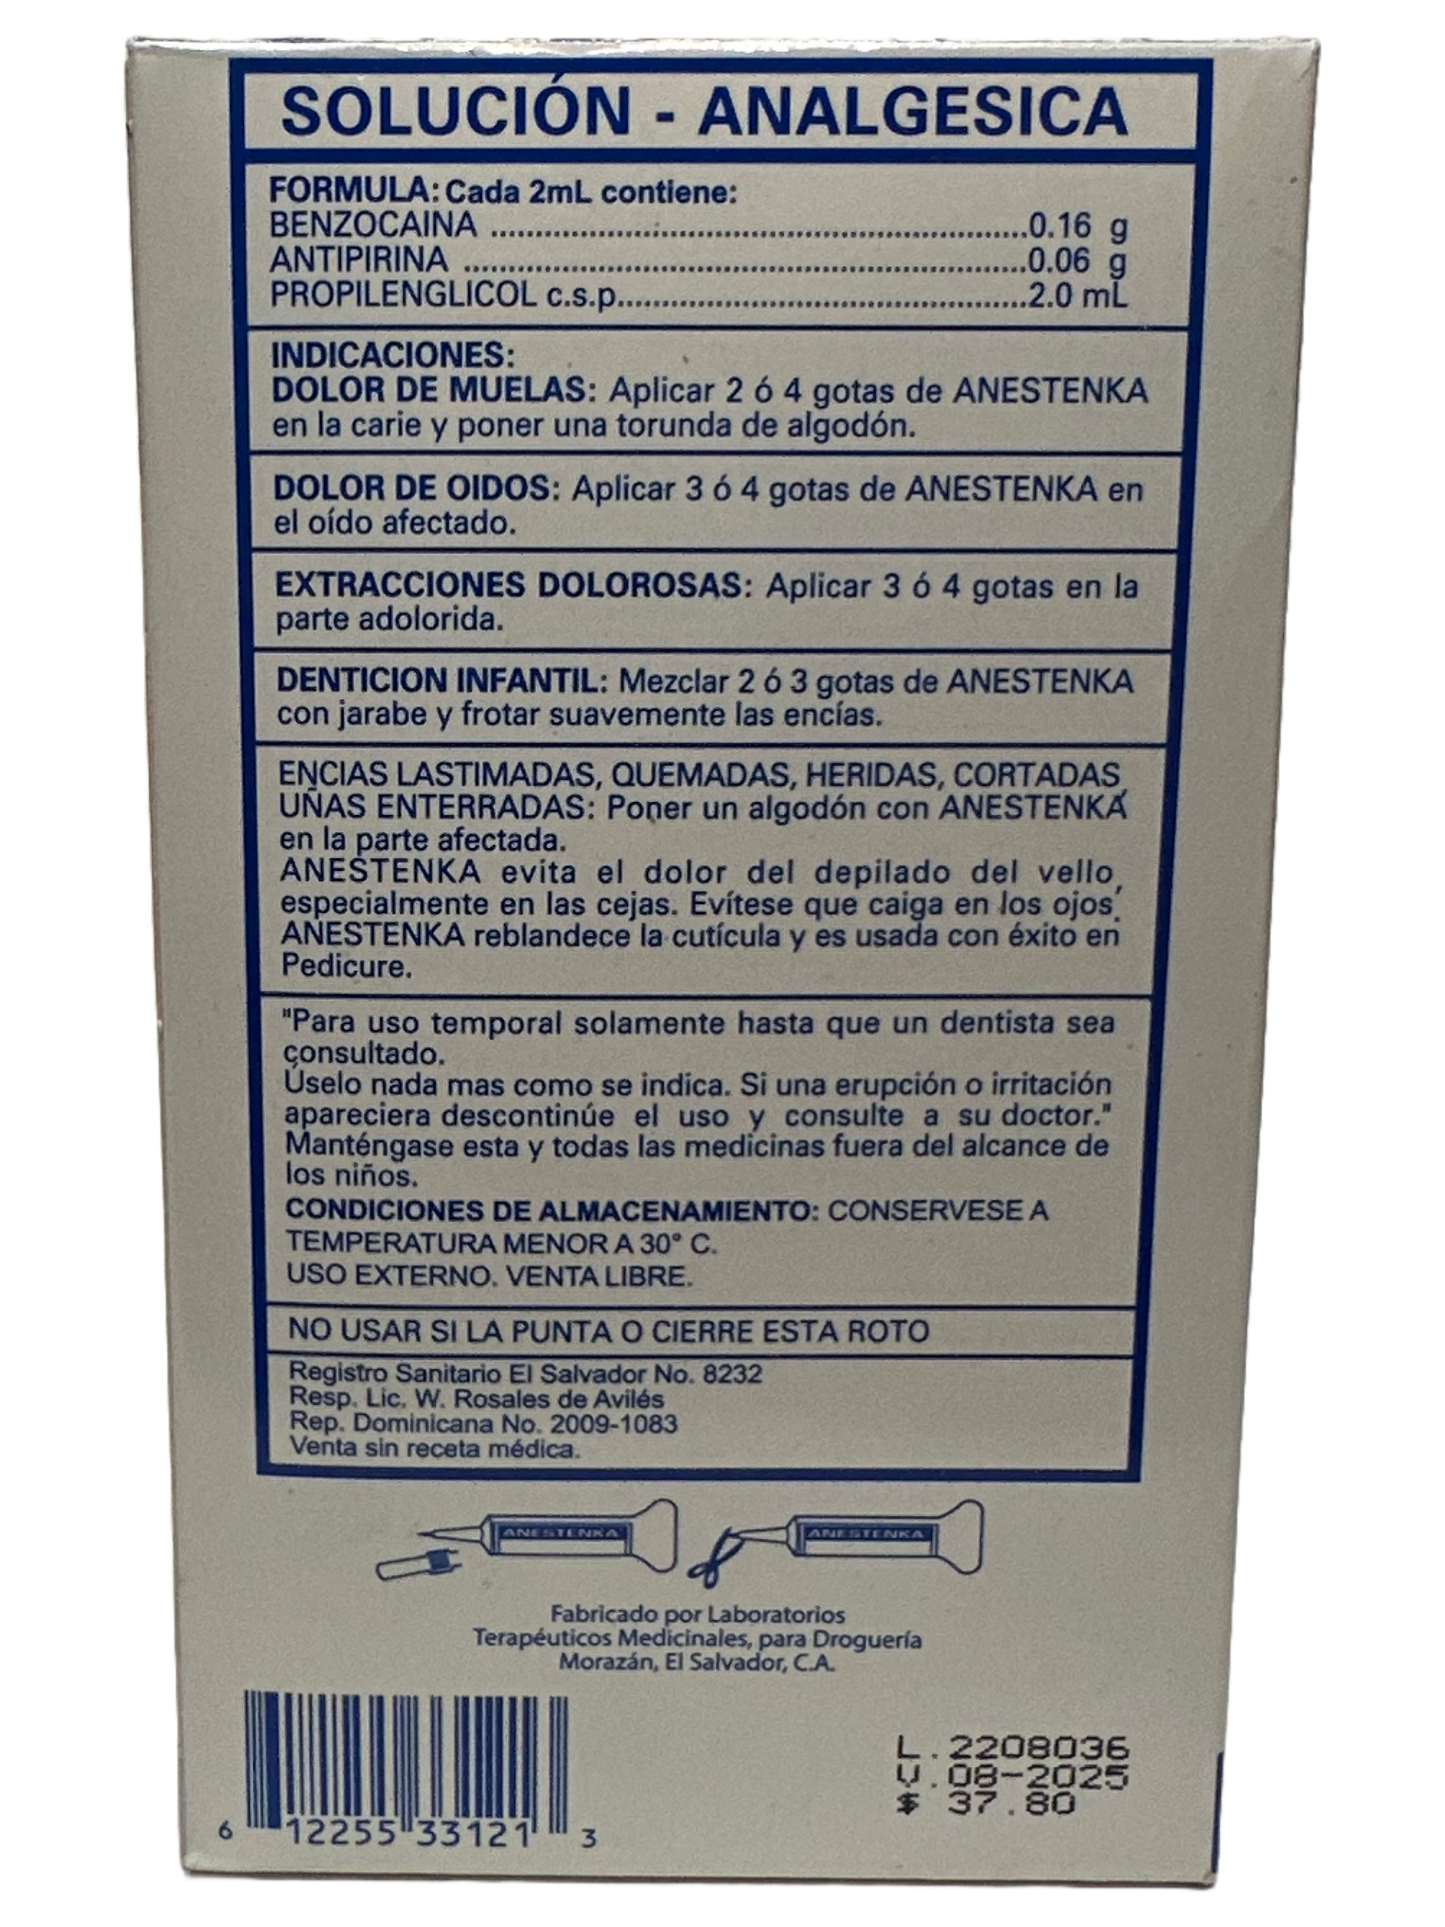 SOLUCIÓN - ANALGESICA
FORMULA: Cada 2mL contiene:
BENZOCAINA ............................................................0.16 g
ANTIPIRINA ...............................................................0.06 g
PROPILENGLICOL c.s.p..............................................2.0 mL
INDICACIONES:
DOLOR DE MUELAS: Aplicar 2 ó 4 gotas de ANESTENKA
en la carie y poner una torunda de algodón.
DOLOR DE OIDOS: Aplicar 3 ó 4 gotas de ANESTENKA en
el oído afectado.
EXTRACCIONES DOLOROSAS: Aplicar 3 ó 4 gotas en la
parte adolorida.
DENTICION INFANTIL: Mezclar 2 ó 3 gotas de ANESTENKA
con jarabe y frotar suavemente las encías.
ENCIAS LASTIMADAS, QUEMADAS, HERIDAS, CORTADAS,
UÑAS ENTERRADAS: Poner un algodón con ANESTENKA
en la parte afectada.
ANESTENKA evita el dolor del depilado del vello,
especialmente en las cejas. Evítese que caiga en los ojos.
ANESTENKA reblandece la cutícula y es usada con éxito en
Pedicure.
"Para uso temporal solamente hasta que un dentista sea
consultado.
Úselo nada mas como se indica. Si una erupción o irritación
apareciera descontinúe el uso y consulte a su doctor."
Manténgase esta y todas las medicinas fuera del alcance de
los niños.
CONDICIONES DE ALMACENAMIENTO: CONSERVESE A
TEMPERATURA MENOR A 30° C.
USO EXTERNO. VENTA LIBRE.
NO USAR SI LA PUNTA O CIERRE ESTA ROTO
Registro Sanitario El Salvador No. 8232
Resp. Lic. W. Rosales de Avilés
Rep. Dominicana No. 2009-1083
Venta sin receta médica.
ANESTENKA ANESTENKA
Fabricado por Laboratorios
Terapéuticos Medicinales, para Droguería
Morazán, El Salvador, C.A.
L.2208036
V.08-2025
$ 37.80
6 12255 33121 3